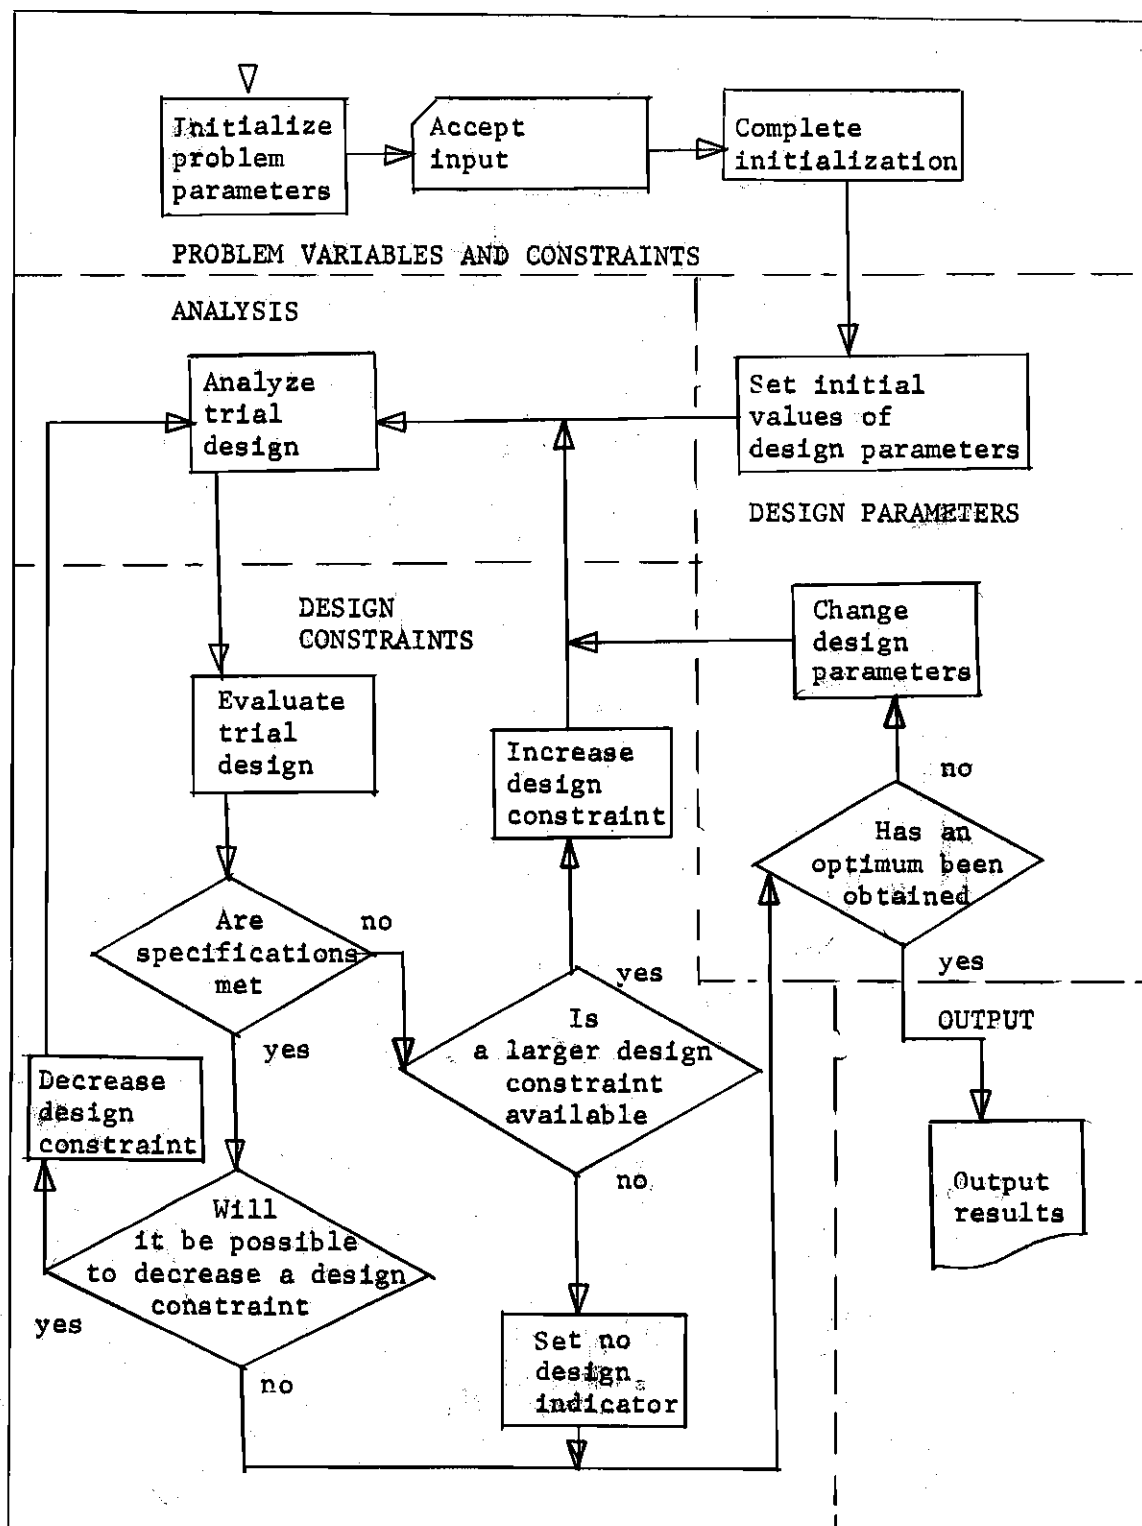 Initialize
problem
parameters
Accept
input
Complete
initialization
PROBLEM VARIABLES AND CONSTRAINTS
ANALYSIS
Analyze
trial
design
Set initial
values of
design parameters
DESIGN PARAMETERS
DESIGN
CONSTRAINTS
Change
design
parameters
Evaluate
trial
design
Increase
design
constraint
no
Has an
optimum been
obtained
yes
Are
specifications
met
no
yes
yes
Is
a larger design
constraint
available
no
OUTPUT
Decrease
design
constraint
Will
it be possible
to decrease a design
constraint
yes
no
Set no
design
indicator
Output
results